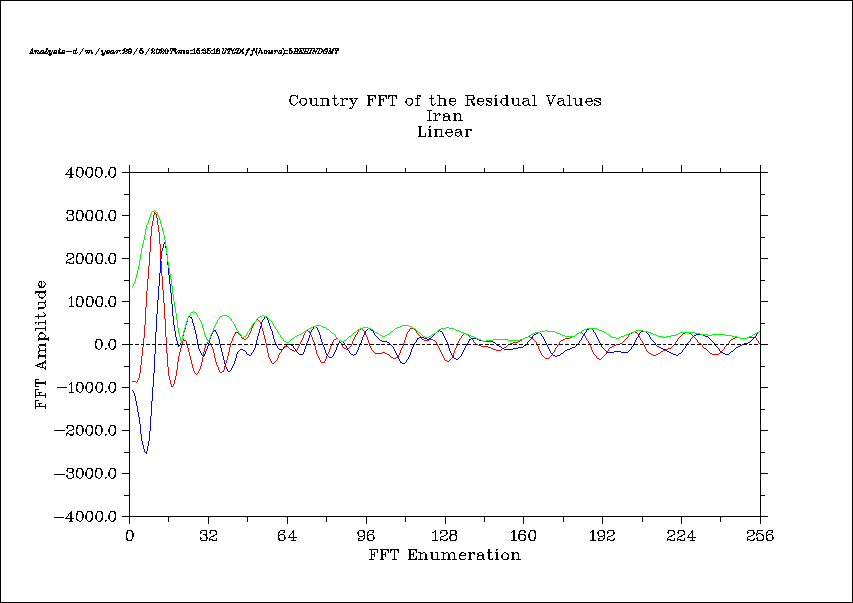 Country FFT of the Residual Values
Iran
Linear
4000.0
3000.0
2000.0
1000.0
0.0
−1000.0
−2000.0
−3000.0
−4000.0
FFT Amplitude
0 32 64 96 128 160 192 224 256
FFT Enumeration